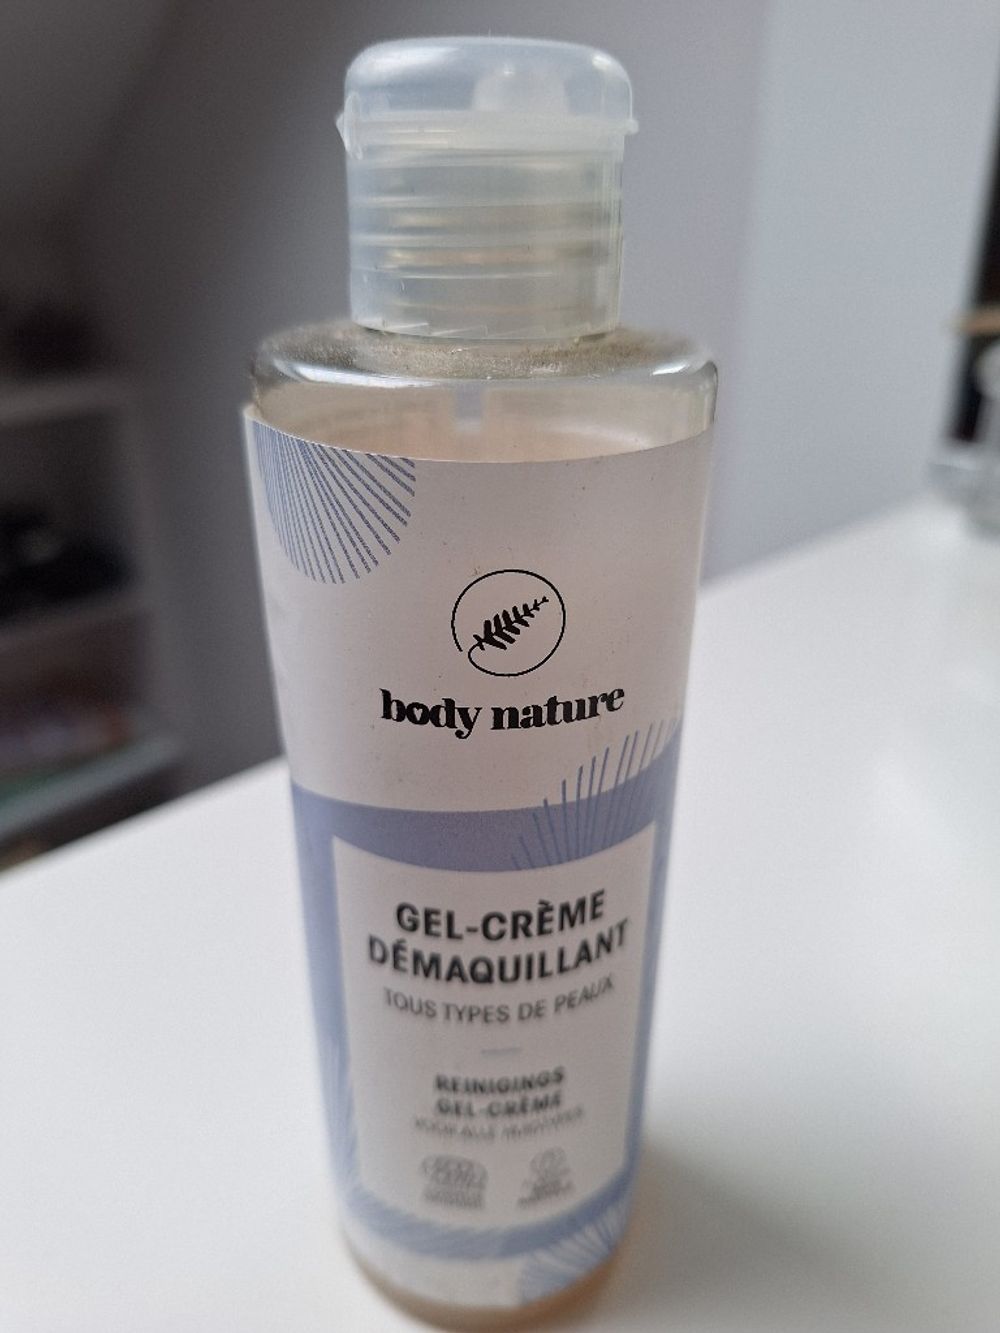 body nature
GEL-CRÈME
DÉMAQUILLANT
TOUS TYPES DE PEAUX
REINIGINGS
GEL-CRÈME